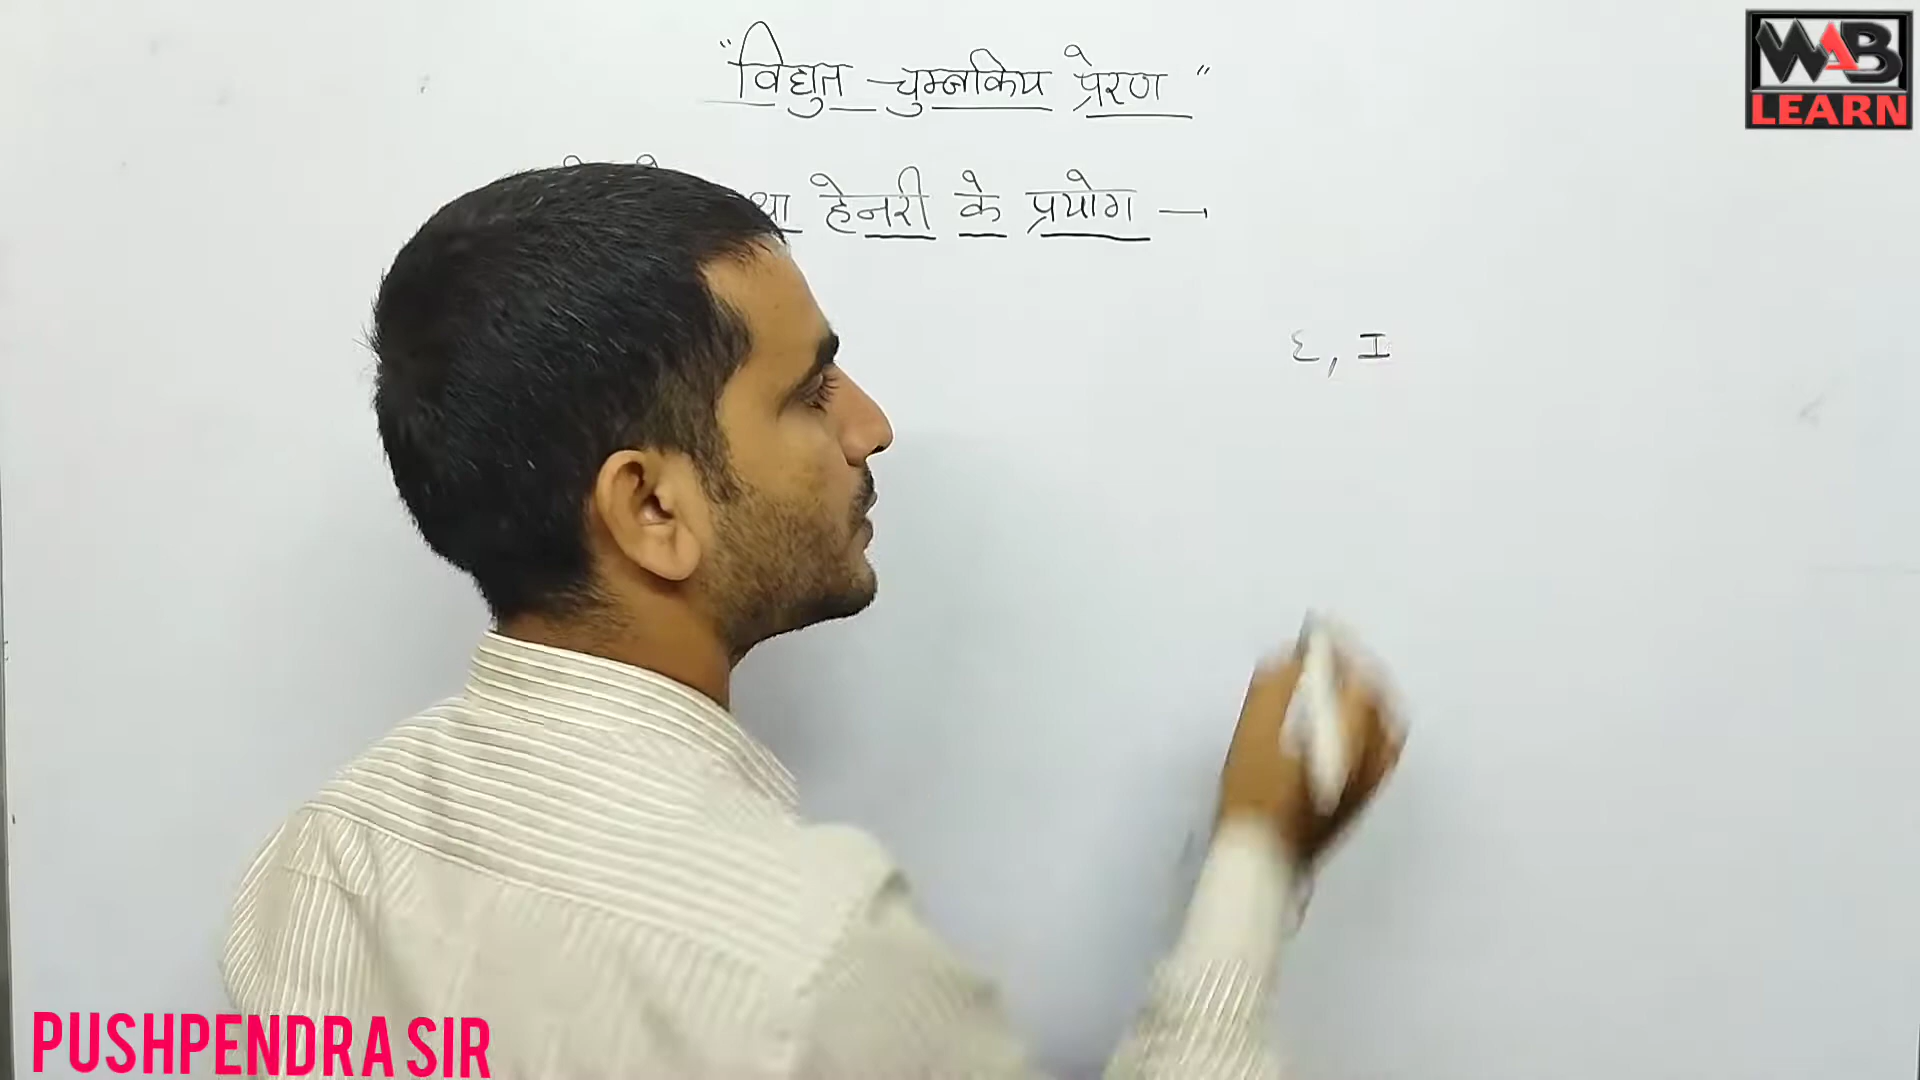 "विद्युत चुम्बकिय प्रेरण"
हेनरी के प्रयोग →
ε, I
WAB
LEARN
PUSHPENDRA SIR